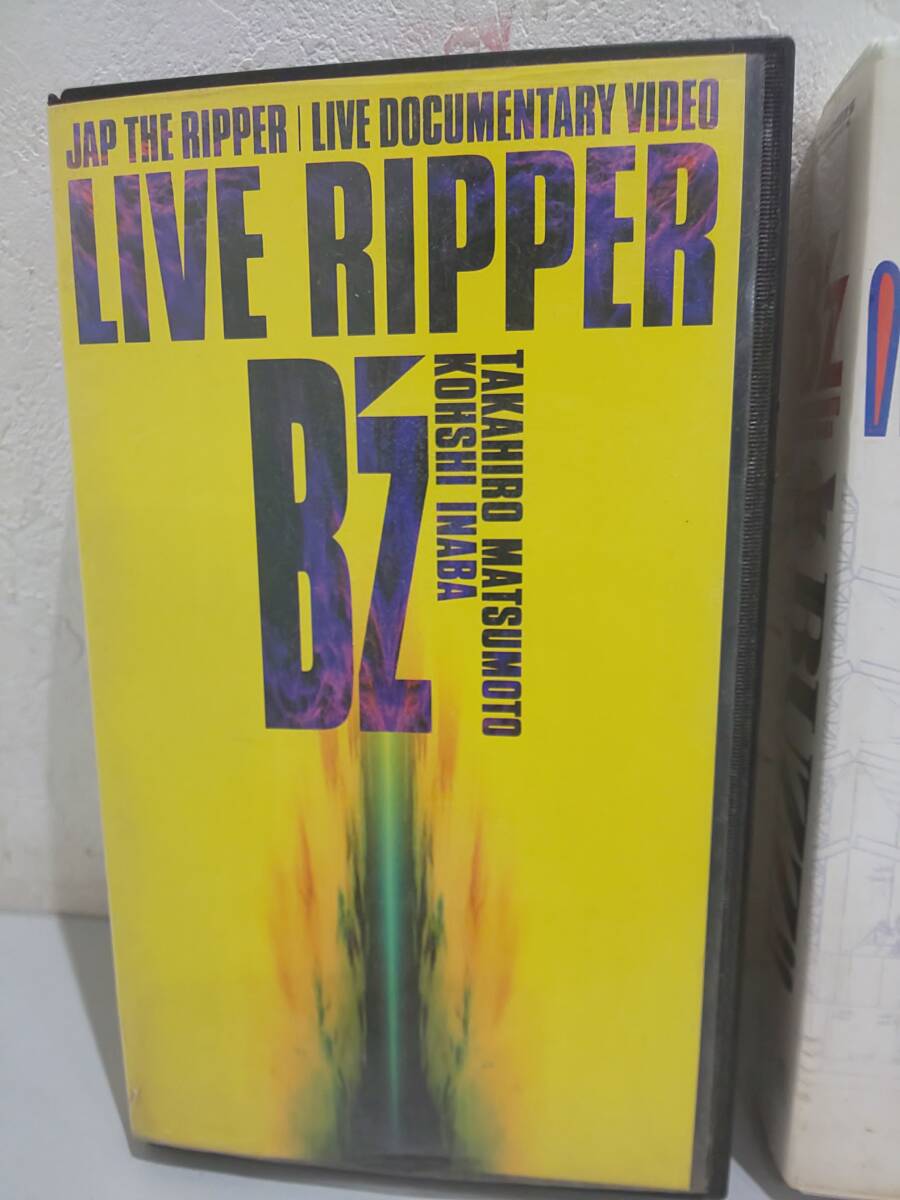 JAP THE RIPPER | LIVE DOCUMENTARY VIDEO
LIVE RIPPER
B'z
TAKAHIRO MATSUMOTO
KOHSHI INABA